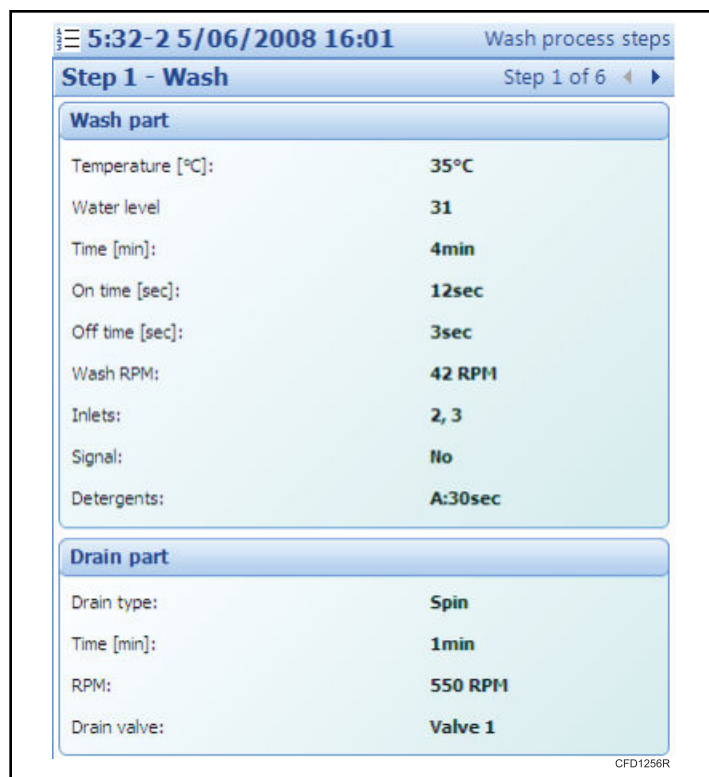 5:32-2 5/06/2008 16:01 Wash process steps
Step 1 - Wash Step 1 of 6
Wash part
Temperature [°C]: 35°C
Water level 31
Time [min]: 4min
On time [sec]: 12sec
Off time [sec]: 3sec
Wash RPM: 42 RPM
Inlets: 2, 3
Signal: No
Detergents: A:30sec
Drain part
Drain type: Spin
Time [min]: 1min
RPM: 550 RPM
Drain valve: Valve 1
CFD1256R